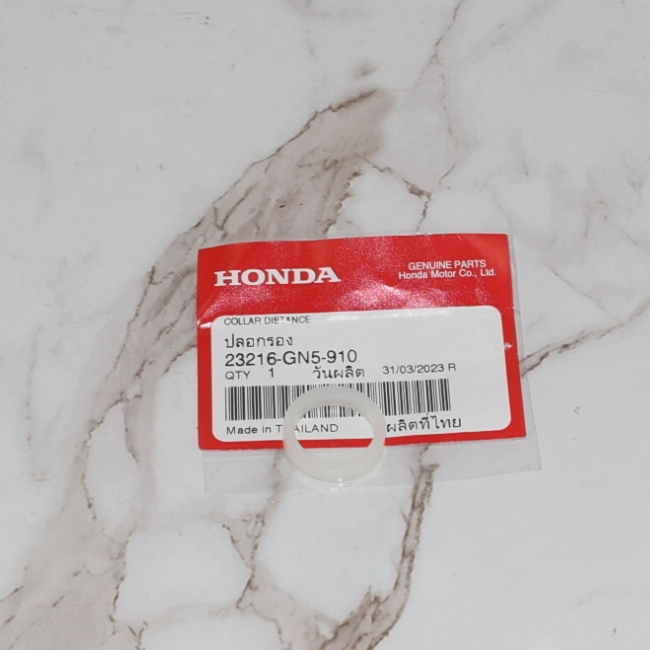 HONDA
GENUINE PARTS
Honda Motor Co., Ltd.
COLLAR DISTANCE
ปลอกรอง
23216-GN5-910
QTY 1 วันผลิต 31/03/2023 R
Made in THAILAND ผลิตที่ไทย